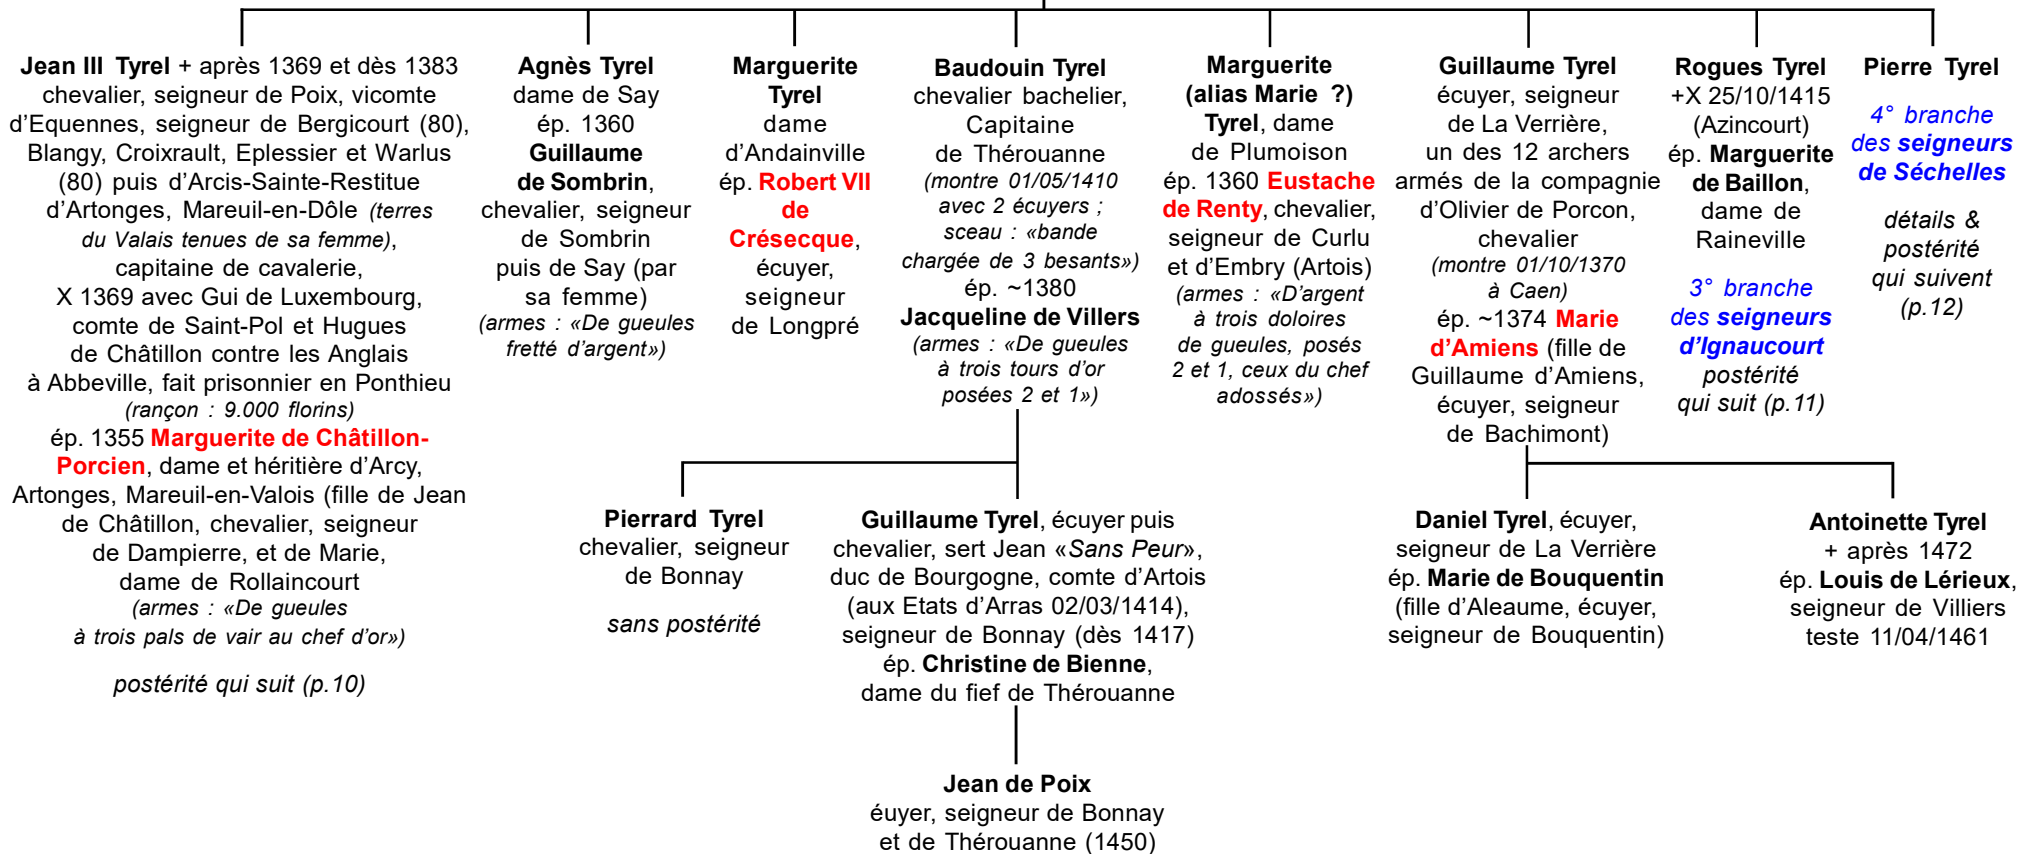 Jean III Tyrel + après 1369 et dès 1383
chevalier, seigneur de Poix, vicomte
d'Equennes, seigneur de Bergicourt (80),
Blangy, Croixrault, Eplessier et Warlus
(80) puis d'Arcis-Sainte-Restitue
d'Artonges, Mareuil-en-Dôle (terres
du Valais tenues de sa femme),
capitaine de cavalerie,
X 1369 avec Gui de Luxembourg,
comte de Saint-Pol et Hugues
de Châtillon contre les Anglais
à Abbeville, fait prisonnier en Ponthieu
(rançon : 9.000 florins)
ép. 1355 Marguerite de Châtillon-
Porcien, dame et héritière d'Arcy,
Artonges, Mareuil-en-Valois (fille de Jean
de Châtillon, chevalier, seigneur
de Dampierre, et de Marie,
dame de Rollaincourt
(armes : «De gueules
à trois pals de vair au chef d'or»)
postérité qui suit (p.10)
Agnès Tyrel
dame de Say
ép. 1360
Guillaume
de Sombrin,
chevalier, seigneur
de Sombrin
puis de Say (par
sa femme)
(armes : «De gueules
fretté d'argent»)
Marguerite
Tyrel
dame
d'Andainville
ép. Robert VII
de
Crésecque,
écuyer,
seigneur
de Longpré
Baudouin Tyrel
chevalier bachelier,
Capitaine
de Thérouanne
(montre 01/05/1410
avec 2 écuyers ;
sceau : «bande
chargée de 3 besants»)
ép. ~1380
Jacqueline de Villers
(armes : «De gueules
à trois tours d'or
posées 2 et 1»)
Marguerite
(alias Marie ?)
Tyrel, dame
de Plumoison
ép. 1360 Eustache
de Renty, chevalier,
seigneur de Curlu
et d'Embry (Artois)
(armes : «D'argent
à trois doloires
de gueules, posés
2 et 1, ceux du chef
adossés»)
Guillaume Tyrel
écuyer, seigneur
de La Verrière,
un des 12 archers
armés de la compagnie
d'Olivier de Porcon,
chevalier
(montre 01/10/1370
à Caen)
ép. ~1374 Marie
d'Amiens (fille de
Guillaume d'Amiens,
écuyer, seigneur
de Bachimont)
Rogues Tyrel
+X 25/10/1415
(Azincourt)
ép. Marguerite
de Baillon,
dame de
Raineville
3° branche
des seigneurs
d'Ignaucourt
postérité
qui suit (p.11)
Pierre Tyrel
4° branche
des seigneurs
de Séchelles
détails &
postérité
qui suivent
(p.12)
Pierrard Tyrel
chevalier, seigneur
de Bonnay
sans postérité
Guillaume Tyrel, écuyer puis
chevalier, sert Jean «Sans Peur»,
duc de Bourgogne, comte d'Artois
(aux Etats d'Arras 02/03/1414),
seigneur de Bonnay (dès 1417)
ép. Christine de Bienne,
dame du fief de Thérouanne
Daniel Tyrel, écuyer,
seigneur de La Verrière
ép. Marie de Bouquentin
(fille d'Aleaume, écuyer,
seigneur de Bouquentin)
Antoinette Tyrel
+ après 1472
ép. Louis de Lérieux,
seigneur de Villiers
teste 11/04/1461
Jean de Poix
éuyer, seigneur de Bonnay
et de Thérouanne (1450)